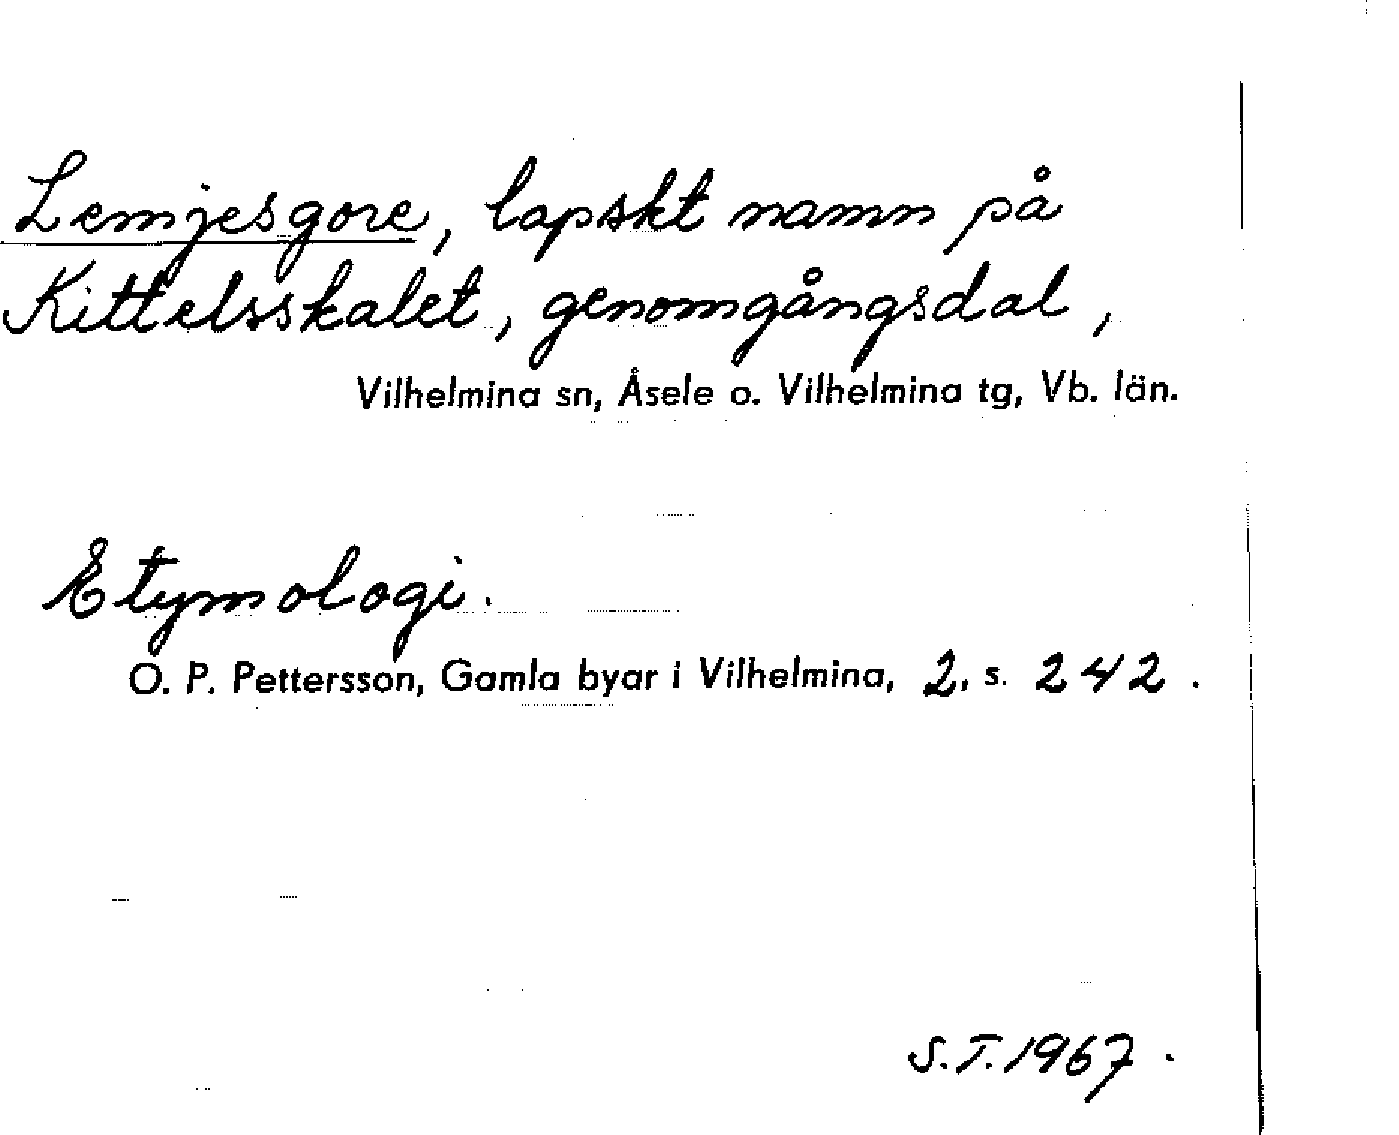 Lemjesgore, lapskt namn på
Kittelsskalet, genomgångsdal,
Vilhelmina sn, Åsele o. Vilhelmina tg, Vb. län.
Etymologi.
O. P. Pettersson, Gamla byar i Vilhelmina, 2, s. 242.
S.T. 1967.